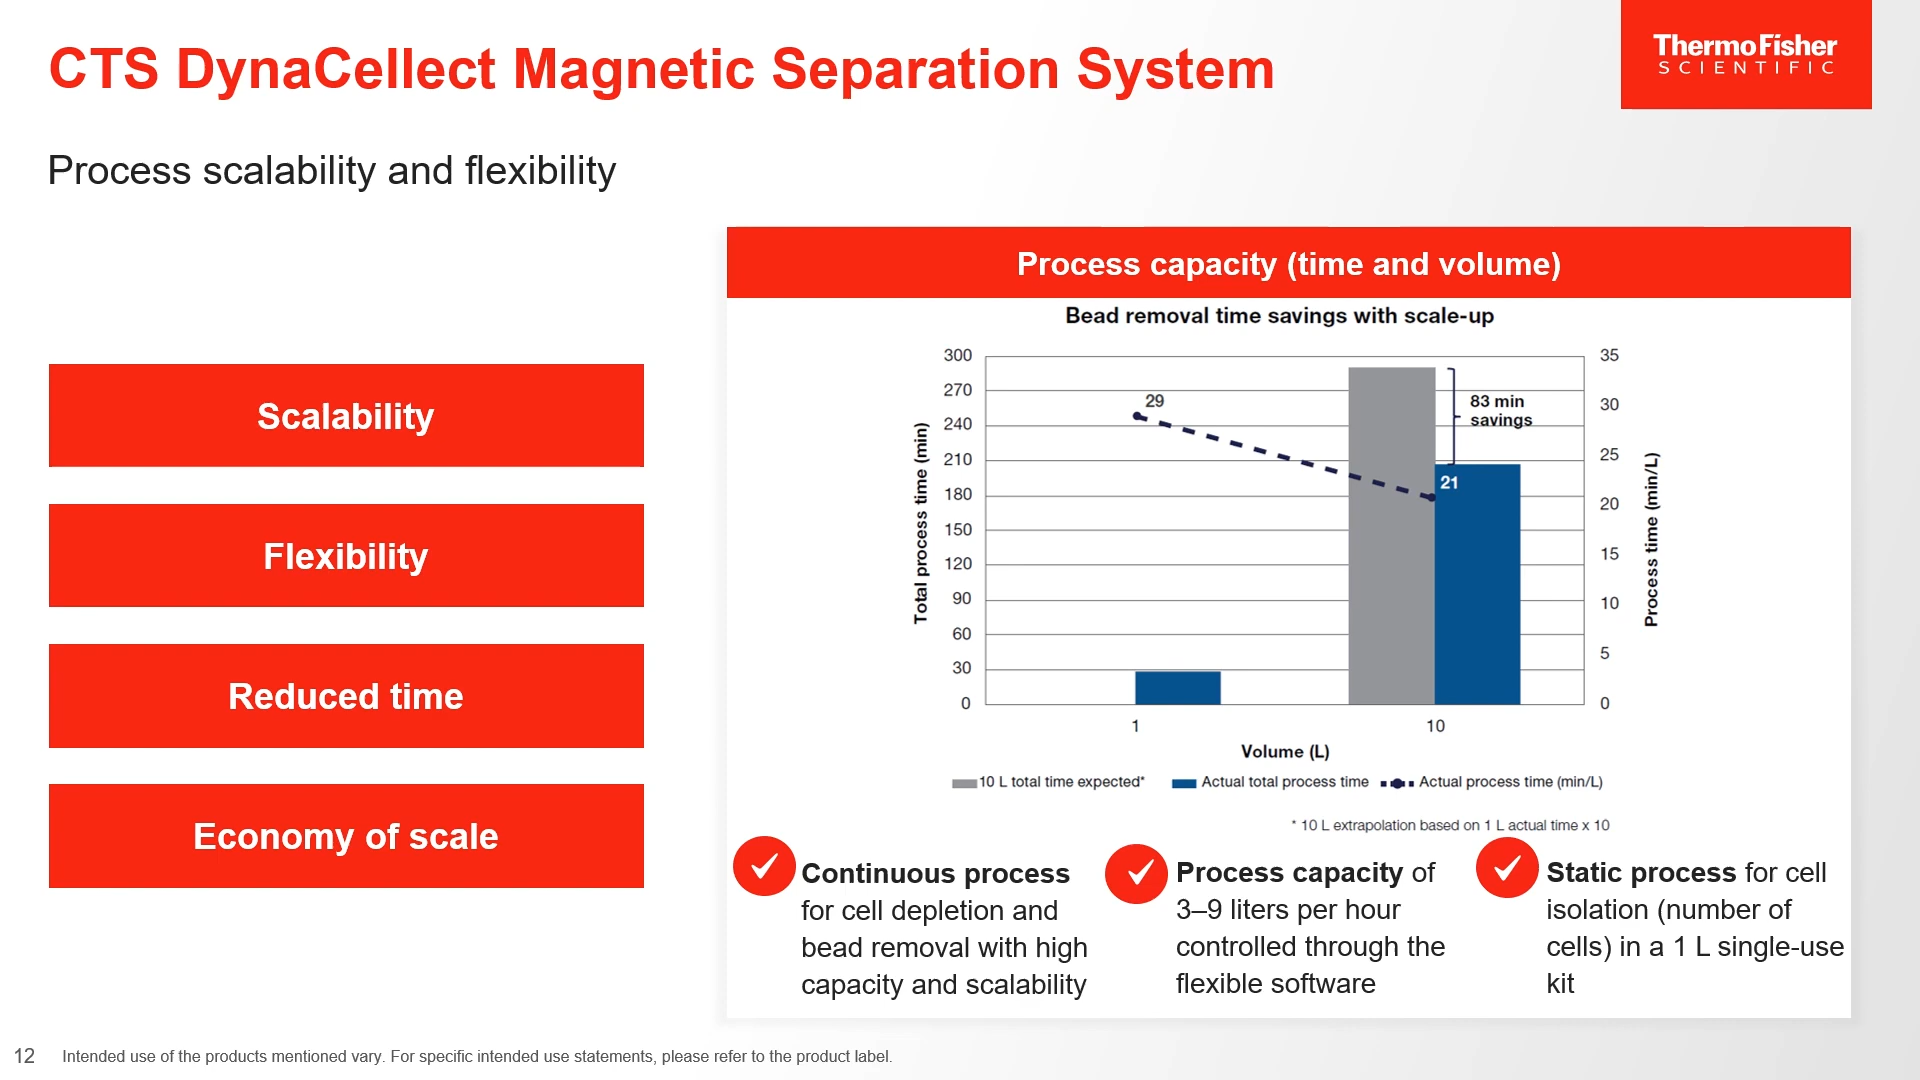 CTS DynaCellect Magnetic Separation System
ThermoFisher
SCIENTIFIC
Process scalability and flexibility
Scalability
Flexibility
Reduced time
Economy of scale
Process capacity (time and volume)
Bead removal time savings with scale-up
Total process time (min)
300
270
240
210
180
150
120
90
60
30
0
29
21
83 min
savings
35
30
25
20
15
10
5
0
Process time (min/L)
1
10
Volume (L)
10 L total time expected*
Actual total process time
Actual process time (min/L)
* 10 L extrapolation based on 1 L actual time x 10
Continuous process
for cell depletion and
bead removal with high
capacity and scalability
Process capacity of
3–9 liters per hour
controlled through the
flexible software
Static process for cell
isolation (number of
cells) in a 1 L single-use
kit
12
Intended use of the products mentioned vary. For specific intended use statements, please refer to the product label.